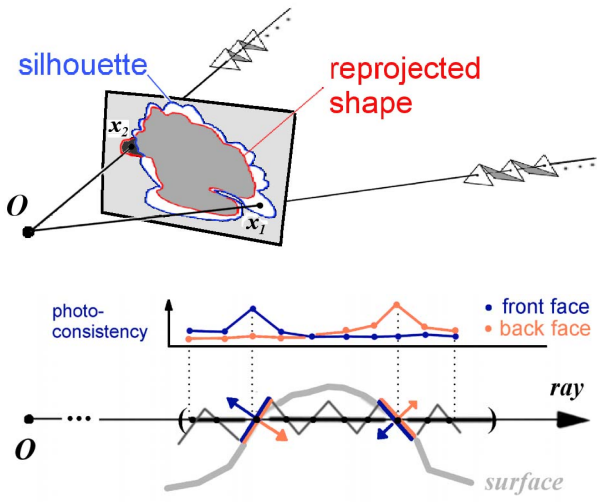 silhouette
reprojected
shape
x2
O
x1
photo-
consistency
front face
back face
ray
( )
O
surface